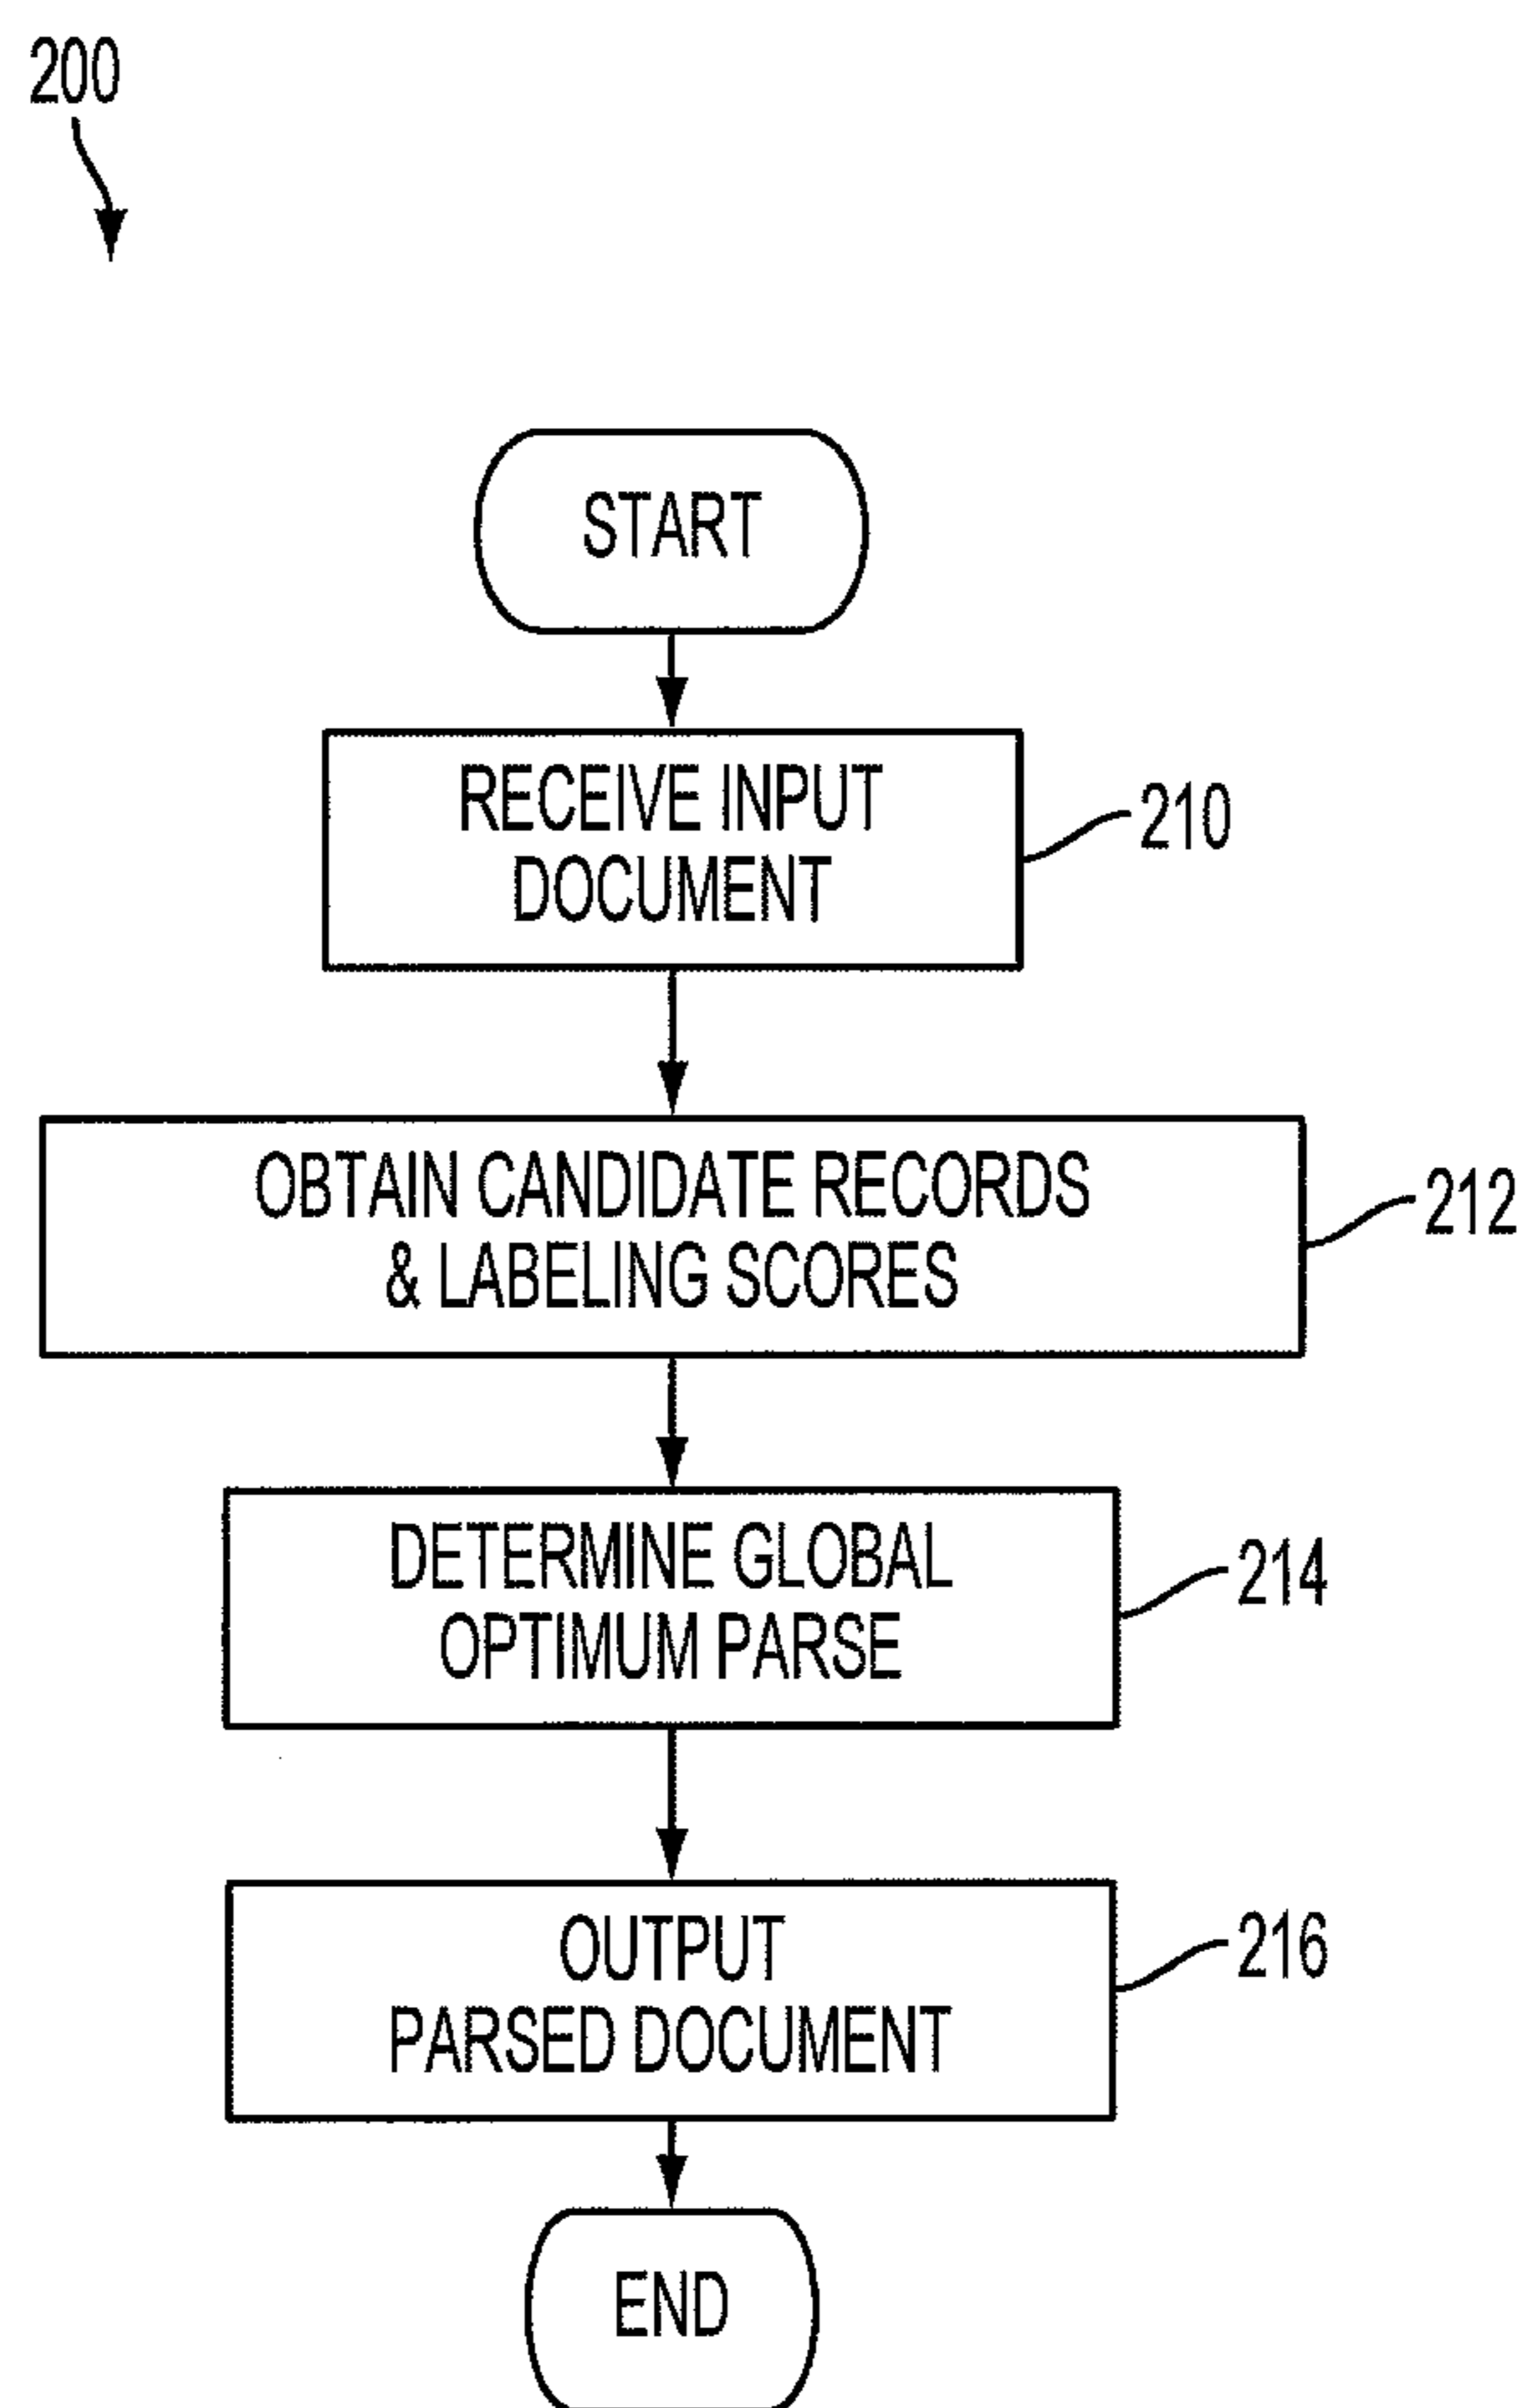 200
START
RECEIVE INPUT
DOCUMENT
210
OBTAIN CANDIDATE RECORDS
& LABELING SCORES
212
DETERMINE GLOBAL
OPTIMUM PARSE
214
OUTPUT
PARSED DOCUMENT
216
END